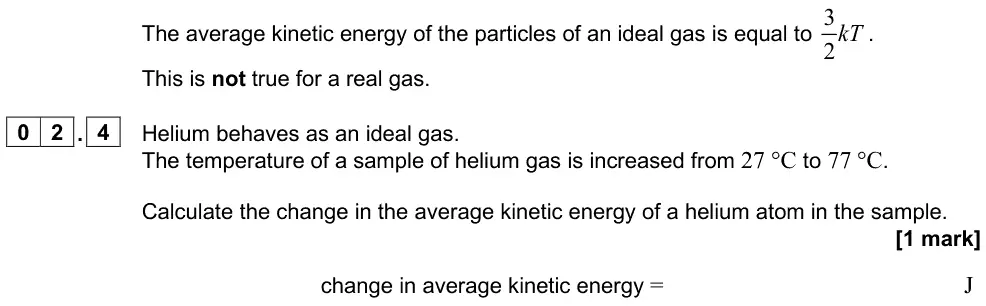 The average kinetic energy of the particles of an ideal gas is equal to 3/2 kT .
This is not true for a real gas.
0 2 . 4 Helium behaves as an ideal gas.
The temperature of a sample of helium gas is increased from 27 °C to 77 °C.
Calculate the change in the average kinetic energy of a helium atom in the sample.
[1 mark]
change in average kinetic energy = J